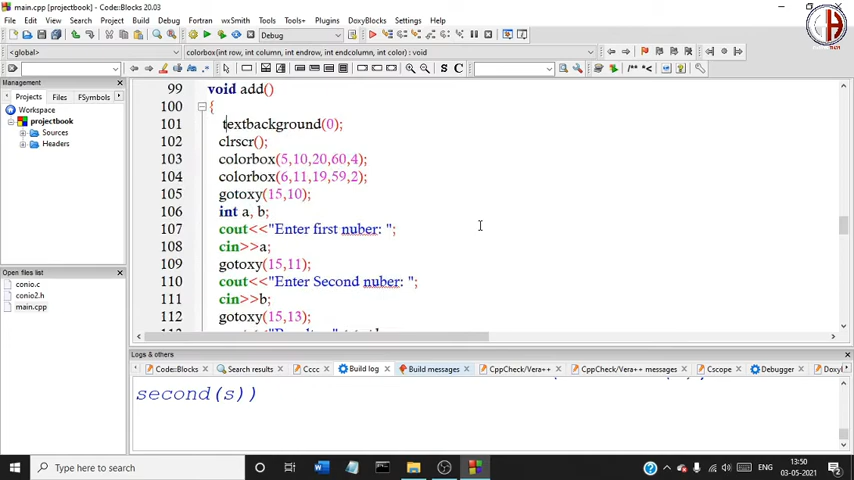 main.cpp [projectbook] - Code::Blocks 20.03
File Edit View Search Project Build Debug Fortran wxSmith Tools Tools+ Plugins DoxyBlocks Settings Help
Debug
<global> colorbox(int row, int column, int endrow, int endcolumn, int color) : void
Management
Projects Files FSymbols
Workspace
projectbook
Sources
Headers
Open files list
conio.c
conio2.h
main.cpp
99 void add()
100 {
101 textbackground(0);
102 clrscr();
103 colorbox(5,10,20,60,4);
104 colorbox(6,11,19,59,2);
105 gotoxy(15,10);
106 int a, b;
107 cout<<"Enter first nuber: ";
108 cin>>a;
109 gotoxy(15,11);
110 cout<<"Enter Second nuber: ";
111 cin>>b;
112 gotoxy(15,13);
Logs & others
Code::Blocks Search results Cccc Build log Build messages CppCheck/Vera++ CppCheck/Vera++ messages Cscope Debugger
second(s))
Type here to search
ENG
13:50
03-05-2021